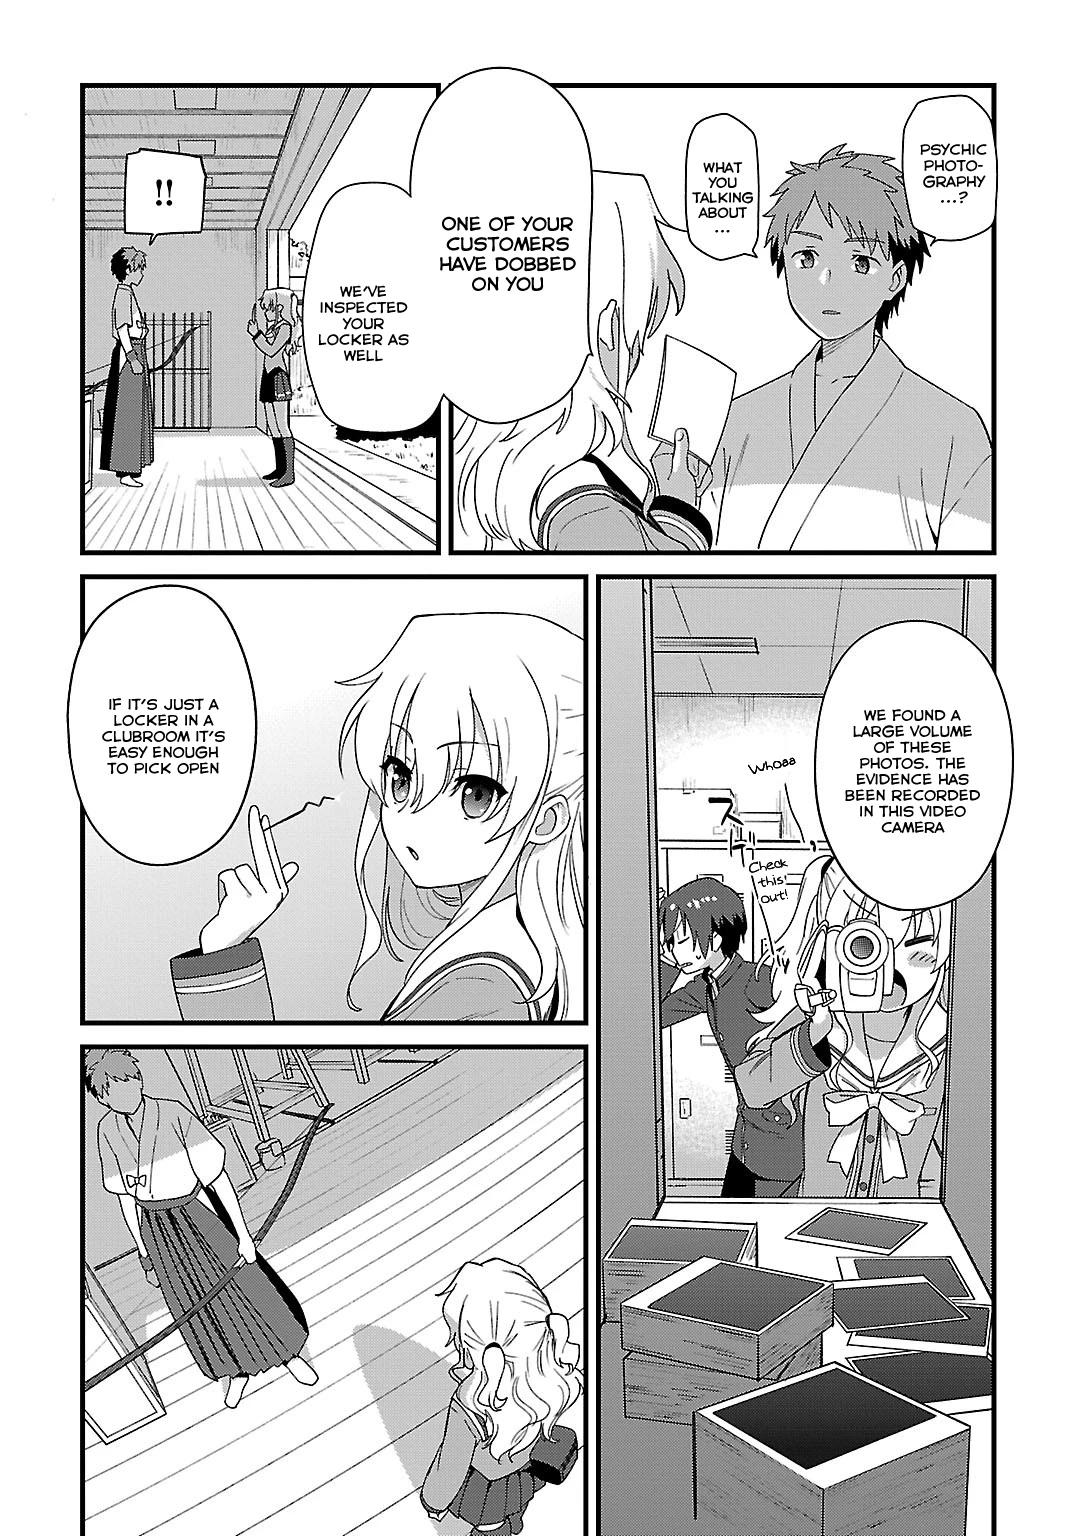 PSYCHIC
PHOTO-
GRAPHY
...?
WHAT
YOU
TALKING
ABOUT
...
ONE OF YOUR
CUSTOMERS
HAVE DOBBED
ON YOU
WE'VE
INSPECTED
YOUR
LOCKER AS
WELL
!!
WE FOUND A
LARGE VOLUME
OF THESE
PHOTOS. THE
EVIDENCE HAS
BEEN RECORDED
IN THIS VIDEO
CAMERA
Whoaa
Check
this
out!
IF IT'S JUST A
LOCKER IN A
CLUBROOM IT'S
EASY ENOUGH
TO PICK OPEN